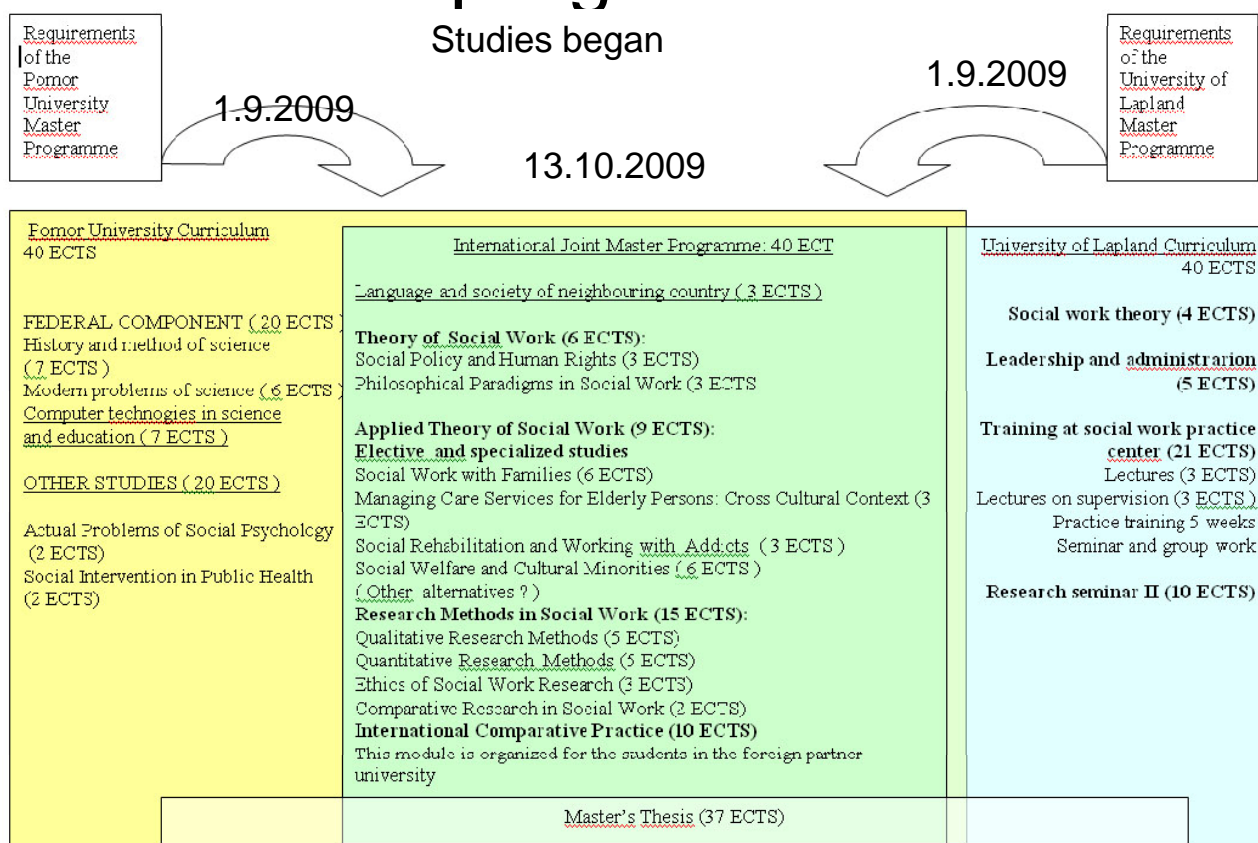 Studies began
Requirements
of the
Pomor
University
Master
Programme
1.9.2009
13.10.2009
1.9.2009
Requirements
of the
University of
Lapland
Master
Programme
Pomor University Curriculum
40 ECTS
FEDERAL COMPONENT ( 20 ECTS )
History and method of science
( 7 ECTS )
Modern problems of science ( 6 ECTS )
Computer technogies in science
and education ( 7 ECTS )
OTHER STUDIES ( 20 ECTS )
Actual Problems of Social Psychology
(2 ECTS)
Social Intervention in Public Health
(2 ECTS)
International Joint Master Programme: 40 ECT
Language and society of neighbouring country ( 3 ECTS )
Theory of Social Work (6 ECTS):
Social Policy and Human Rights (3 ECTS)
Philosophical Paradigms in Social Work (3 ECTS
Applied Theory of Social Work (9 ECTS):
Elective and specialized studies
Social Work with Families (6 ECTS)
Managing Care Services for Elderly Persons: Cross Cultural Context (3
ECTS)
Social Rehabilitation and Working with Addicts ( 3 ECTS )
Social Welfare and Cultural Minorities ( 6 ECTS )
( Other alternatives ? )
Research Methods in Social Work (15 ECTS):
Qualitative Research Methods (5 ECTS)
Quantitative Research Methods (5 ECTS)
Ethics of Social Work Research (3 ECTS)
Comparative Research in Social Work (2 ECTS)
International Comparative Practice (10 ECTS)
This module is organized for the students in the foreign partner
university
University of Lapland Curriculum
40 ECTS
Social work theory (4 ECTS)
Leadership and administrarion
(5 ECTS)
Training at social work practice
center (21 ECTS)
Lectures (3 ECTS)
Lectures on supervision (3 ECTS )
Practice training 5 weeks
Seminar and group work
Research seminar II (10 ECTS)
Master's Thesis (37 ECTS)